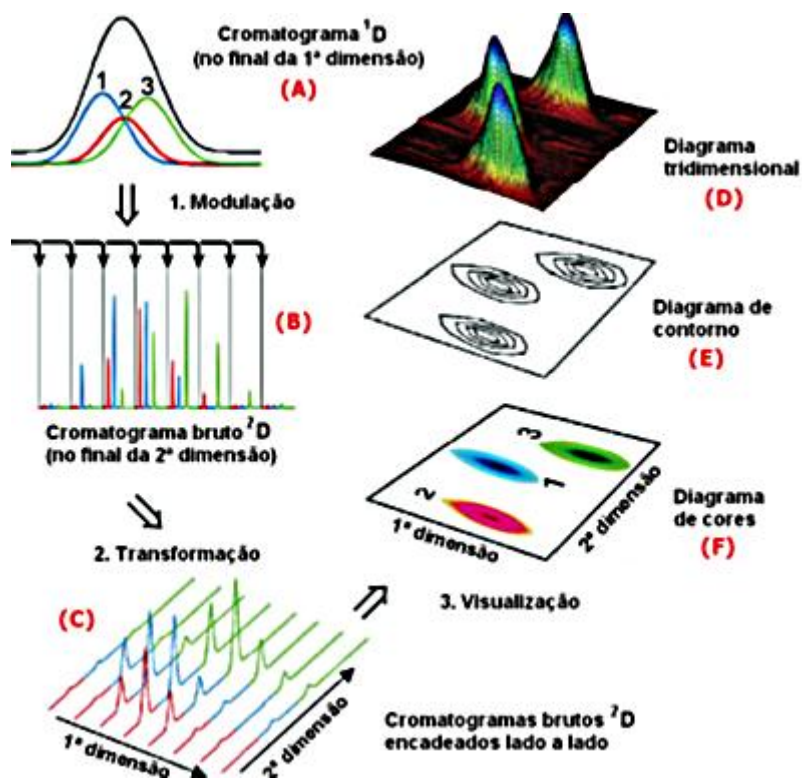 Cromatograma ¹D
(no final da 1ª dimensão)
(A)
1
2
3
1. Modulação
(B)
Cromatograma bruto ²D
(no final da 2ª dimensão)
2. Transformação
(C)
1ª dimensão
2ª dimensão
Cromatogramas brutos ²D
encadeados lado a lado
3. Visualização
Diagrama
tridimensional
(D)
Diagrama de
contorno
(E)
3
1
2
1ª dimensão
2ª dimensão
Diagrama
de cores
(F)